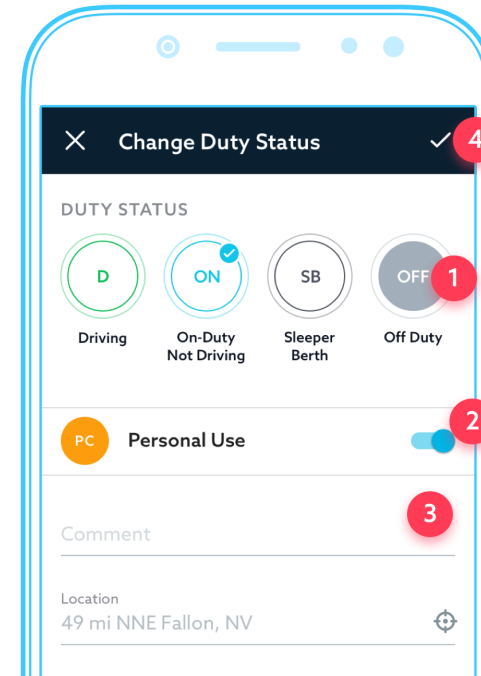 Change Duty Status
4
DUTY STATUS
D
ON
SB
OFF
1
Driving
On-Duty
Not Driving
Sleeper
Berth
Off Duty
2
PC
Personal Use
3
Comment
Location
49 mi NNE Fallon, NV